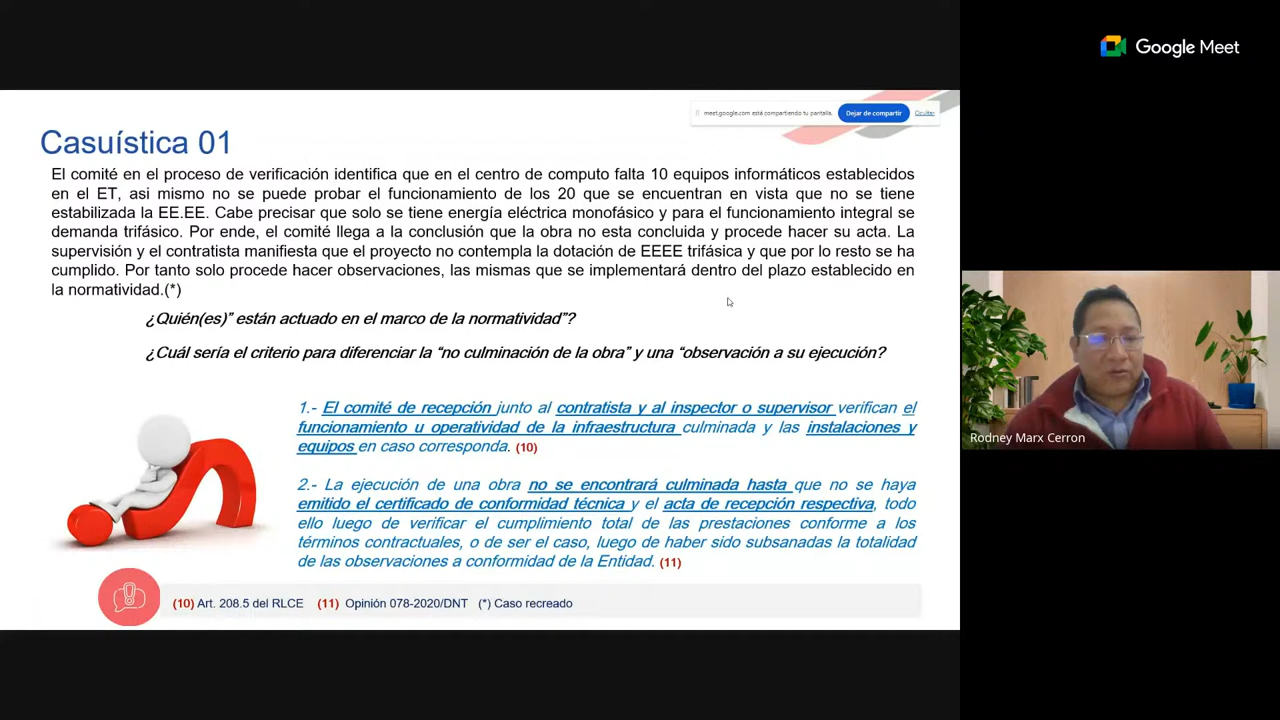 Google Meet
meet.google.com está compartiendo tu pantalla.
Dejar de compartir
Ocultar
Casuística 01
El comité en el proceso de verificación identifica que en el centro de computo falta 10 equipos informáticos establecidos
en el ET, asi mismo no se puede probar el funcionamiento de los 20 que se encuentran en vista que no se tiene
estabilizada la EE.EE. Cabe precisar que solo se tiene energía eléctrica monofásico y para el funcionamiento integral se
demanda trifásico. Por ende, el comité llega a la conclusión que la obra no esta concluida y procede hacer su acta. La
supervisión y el contratista manifiesta que el proyecto no contempla la dotación de EEEE trifásica y que por lo resto se ha
cumplido. Por tanto solo procede hacer observaciones, las mismas que se implementará dentro del plazo establecido en
la normatividad.(*)
¿Quién(es)” están actuado en el marco de la normatividad”?
¿Cuál sería el criterio para diferenciar la “no culminación de la obra” y una “observación a su ejecución?
1.- El comité de recepción junto al contratista y al inspector o supervisor verifican el
funcionamiento u operatividad de la infraestructura culminada y las instalaciones y
equipos en caso corresponda. (10)
2.- La ejecución de una obra no se encontrará culminada hasta que no se haya
emitido el certificado de conformidad técnica y el acta de recepción respectiva, todo
ello luego de verificar el cumplimiento total de las prestaciones conforme a los
términos contractuales, o de ser el caso, luego de haber sido subsanadas la totalidad
de las observaciones a conformidad de la Entidad. (11)
(10) Art. 208.5 del RLCE (11) Opinión 078-2020/DNT (*) Caso recreado
Rodney Marx Cerron